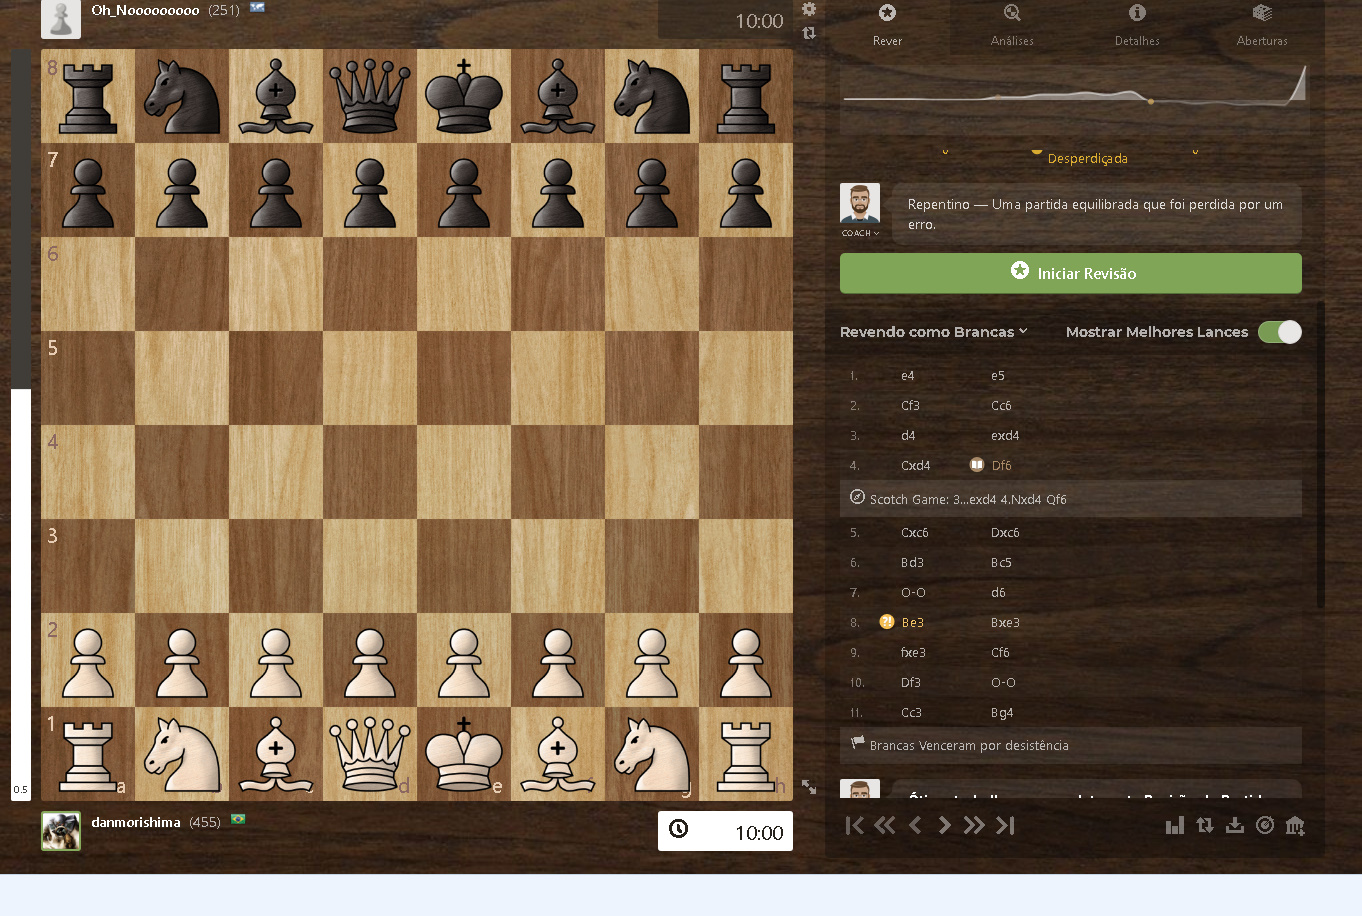 Oh_Nooooooooo (251)
10:00
8
7
6
5
4
3
2
1
a
d
e
g
h
0.5
danmorishima (455)
10:00
Rever
Análises
Detalhes
Aberturas
Desperdiçada
COACH
Repentino — Uma partida equilibrada que foi perdida por um
erro.
Iniciar Revisão
Revendo como Brancas
Mostrar Melhores Lances
1. e4 e5
2. Cf3 Cc6
3. d4 exd4
4. Cxd4 Df6
Scotch Game: 3...exd4 4.Nxd4 Qf6
5. Cxc6 Dxc6
6. Bd3 Bc5
7. O-O d6
8. ?! Be3 Bxe3
9. fxe3 Cf6
10. Df3 O-O
11. Cc3 Bg4
Brancas Venceram por desistência